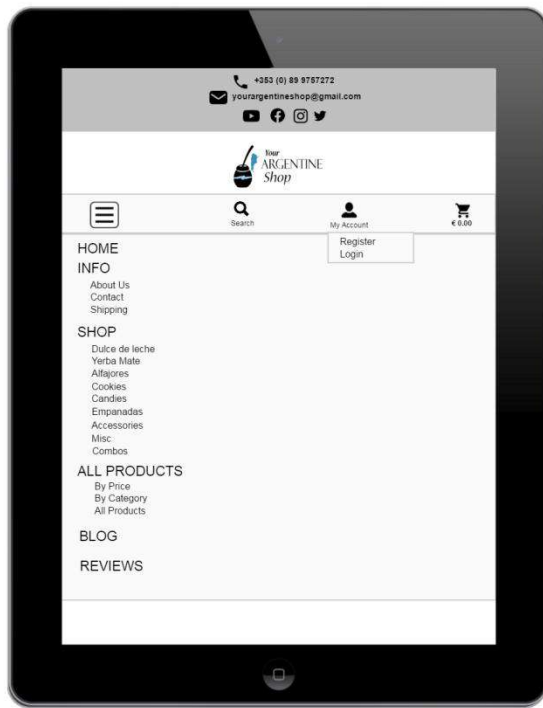 +353 (0) 89 9757272
yourargentineshop@gmail.com
Your
ARGENTINE
Shop
Search
My Account
€ 0.00
Register
Login
HOME
INFO
About Us
Contact
Shipping
SHOP
Dulce de leche
Yerba Mate
Alfajores
Cookies
Candies
Empanadas
Accessories
Misc
Combos
ALL PRODUCTS
By Price
By Category
All Products
BLOG
REVIEWS